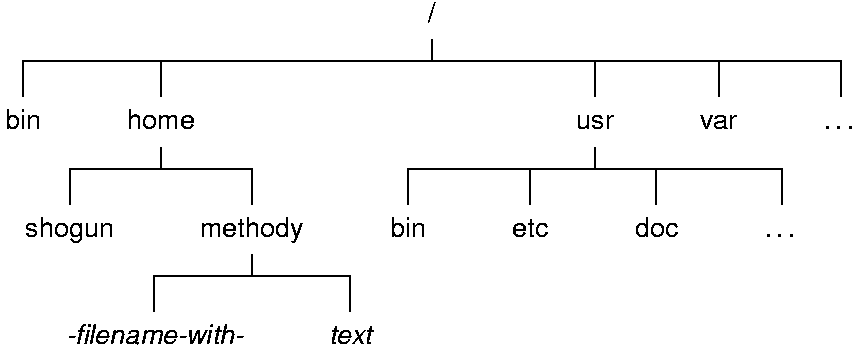 /
bin home usr var ...
shogun methody bin etc doc ...
-filename-with- text